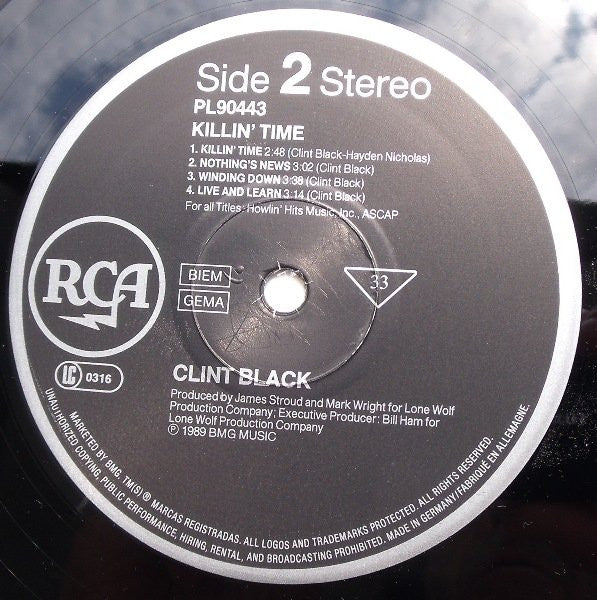 Side 2 Stereo
PL90443
KILLIN' TIME
1. KILLIN' TIME 2:48 (Clint Black-Hayden Nicholas)
2. NOTHING'S NEWS 3:02 (Clint Black)
3. WINDING DOWN 3:38 (Clint Black)
4. LIVE AND LEARN 3:14 (Clint Black)
For all Titles: Howlin' Hits Music, Inc., ASCAP
RCA
BIEM
GEMA
33
LC 0316
CLINT BLACK
Produced by James Stroud and Mark Wright for Lone Wolf
Production Company; Executive Producer: Bill Ham for
Lone Wolf Production Company
℗ 1989 BMG MUSIC
MARKETED BY BMG. TM(S) ® MARCAS REGISTRADAS. ALL LOGOS AND TRADEMARKS PROTECTED. ALL RIGHTS RESERVED.
UNAUTHORIZED COPYING, PUBLIC PERFORMANCE, HIRING, RENTAL, AND BROADCASTING PROHIBITED. MADE IN GERMANY/FABRIQUÉ EN ALLEMAGNE.